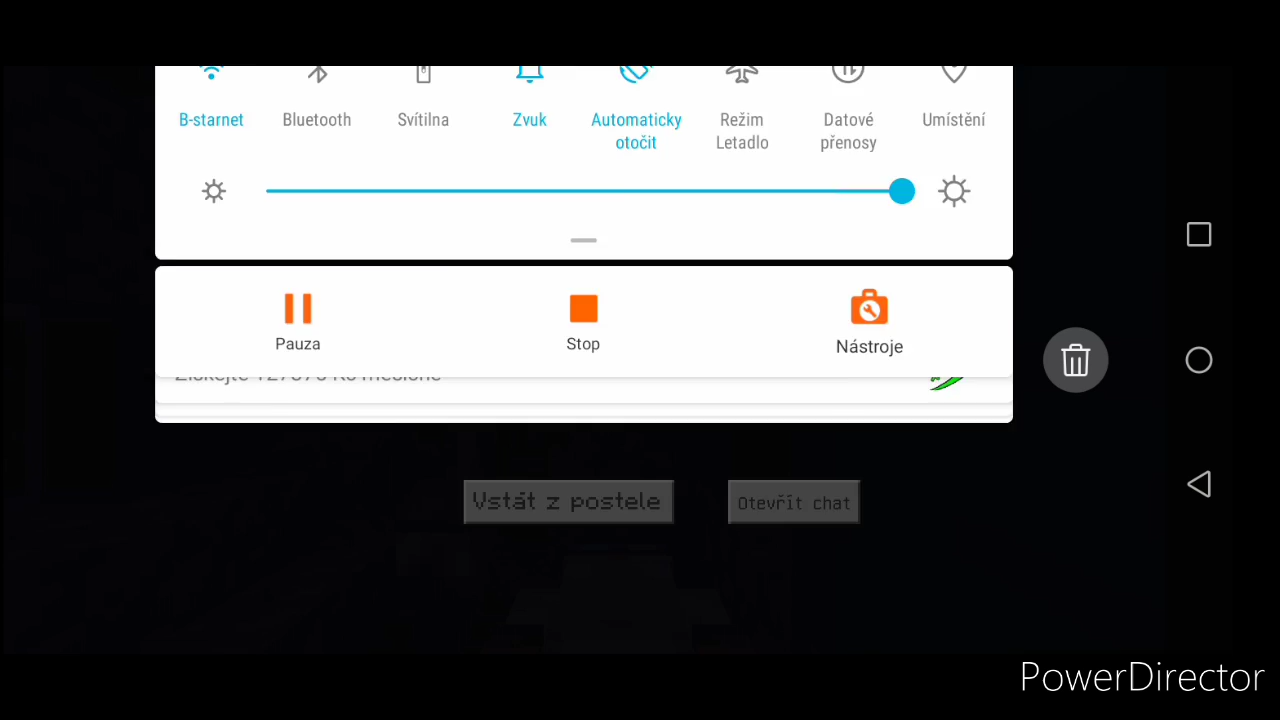 B-starnet
Bluetooth
Svítilna
Zvuk
Automaticky
otočit
Režim
Letadlo
Datové
přenosy
Umístění
Pauza
Stop
Nástroje
Vstát z postele
Otevřít chat
PowerDirector